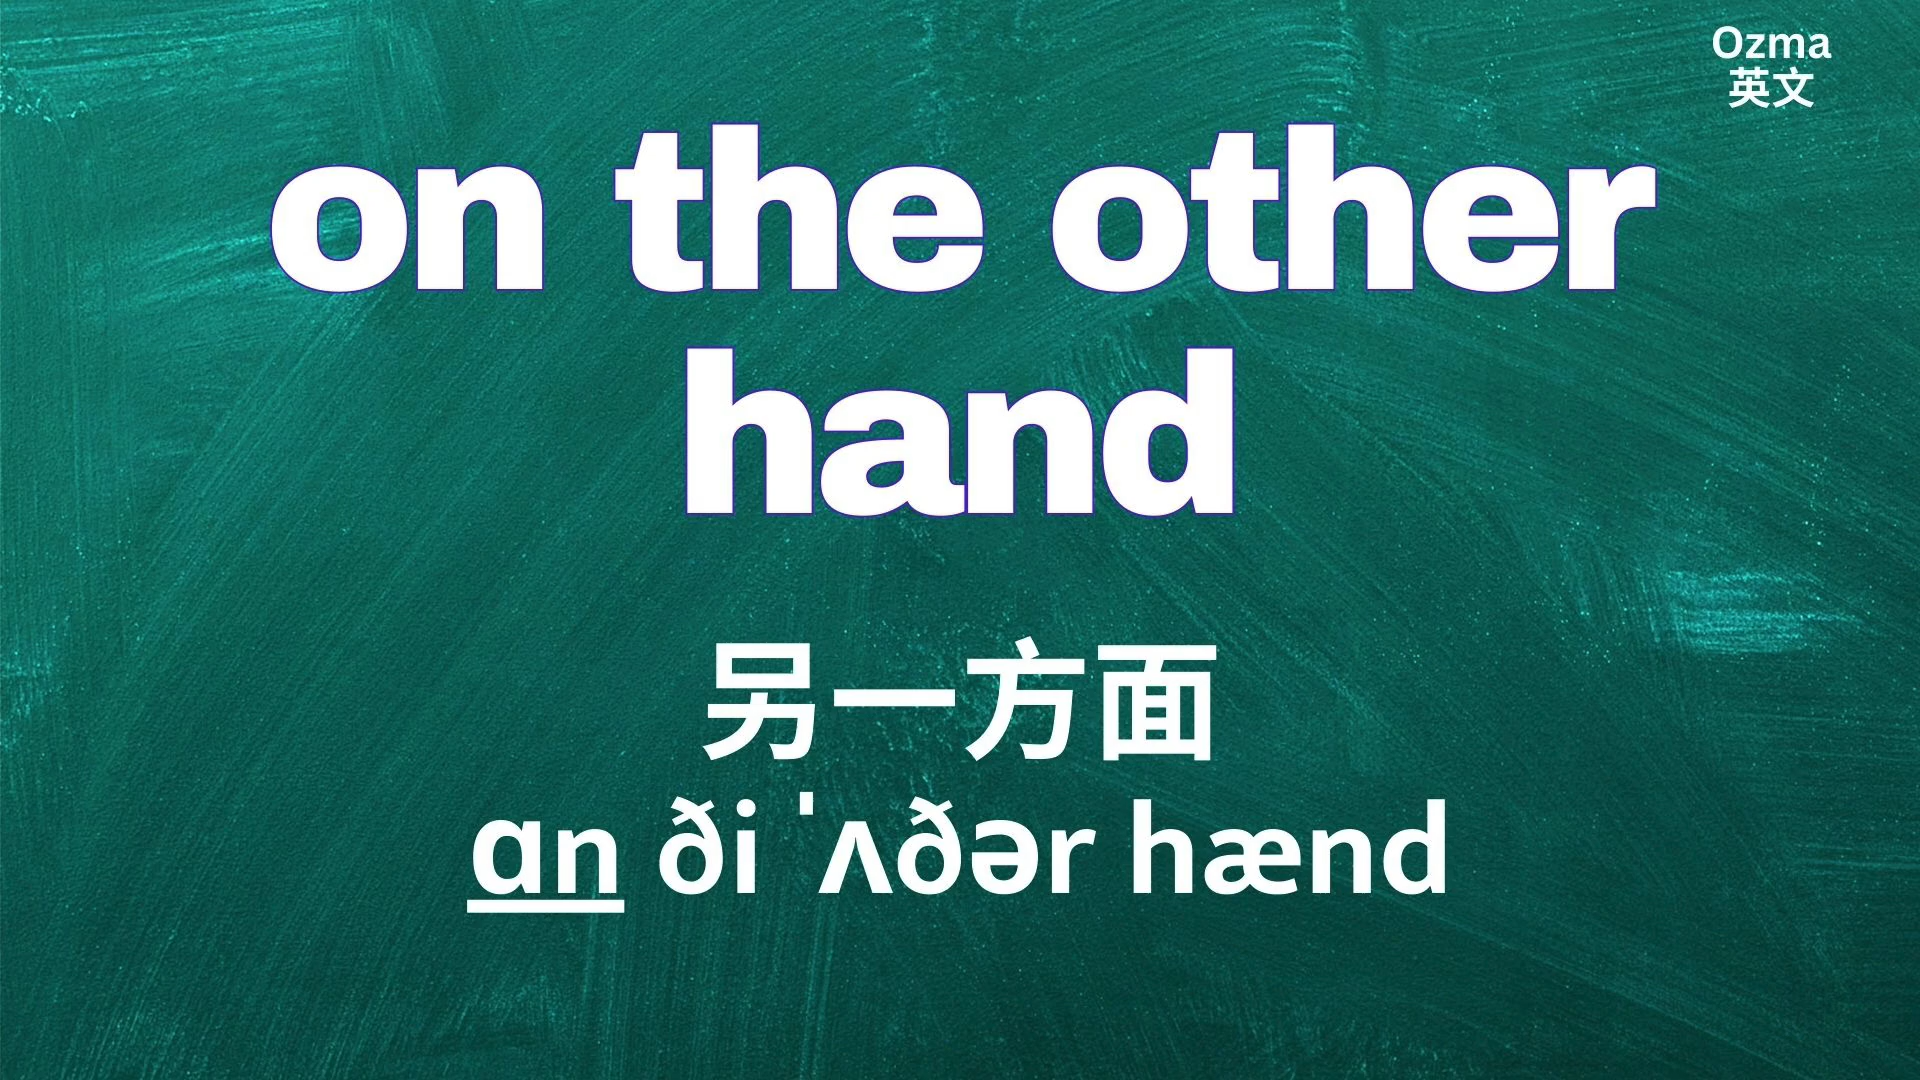 Ozma
英文
on the other
hand
另一方面
ɑn ði ˈʌðər hænd